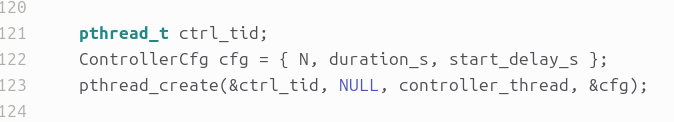 120
121 pthread_t ctrl_tid;
122 ControllerCfg cfg = { N, duration_s, start_delay_s };
123 pthread_create(&ctrl_tid, NULL, controller_thread, &cfg);
124